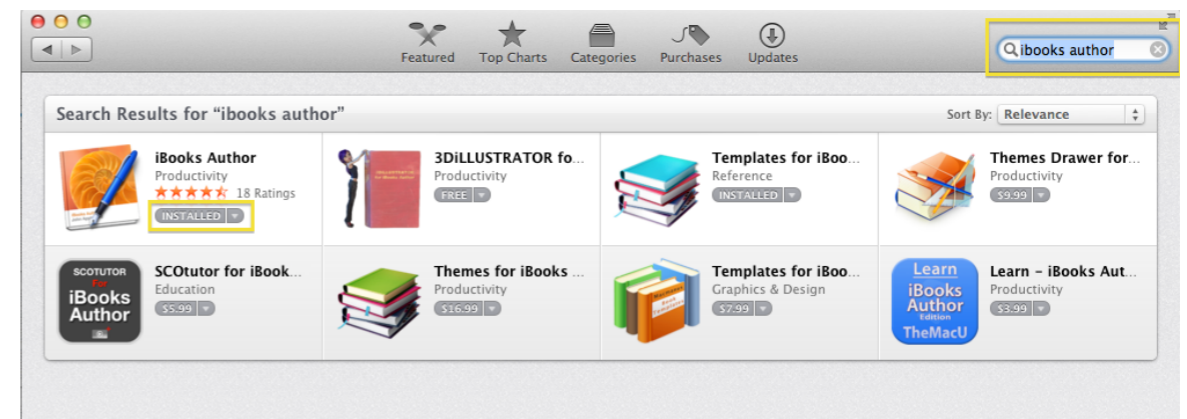 Featured
Top Charts
Categories
Purchases
Updates
ibooks author
Search Results for “ibooks author”
Sort By: Relevance
iBooks Author
Productivity
18 Ratings
INSTALLED
3DiLLUSTRATOR fo...
Productivity
FREE
Templates for iBoo...
Reference
INSTALLED
Themes Drawer for...
Productivity
$9.99
SCOTUTOR
For
iBooks
Author
SCOtutor for iBook...
Education
$5.99
Themes for iBooks ...
Productivity
$16.99
Templates for iBoo...
Graphics & Design
$7.99
Learn
iBooks
Author
Edition
TheMacU
Learn – iBooks Aut...
Productivity
$3.99